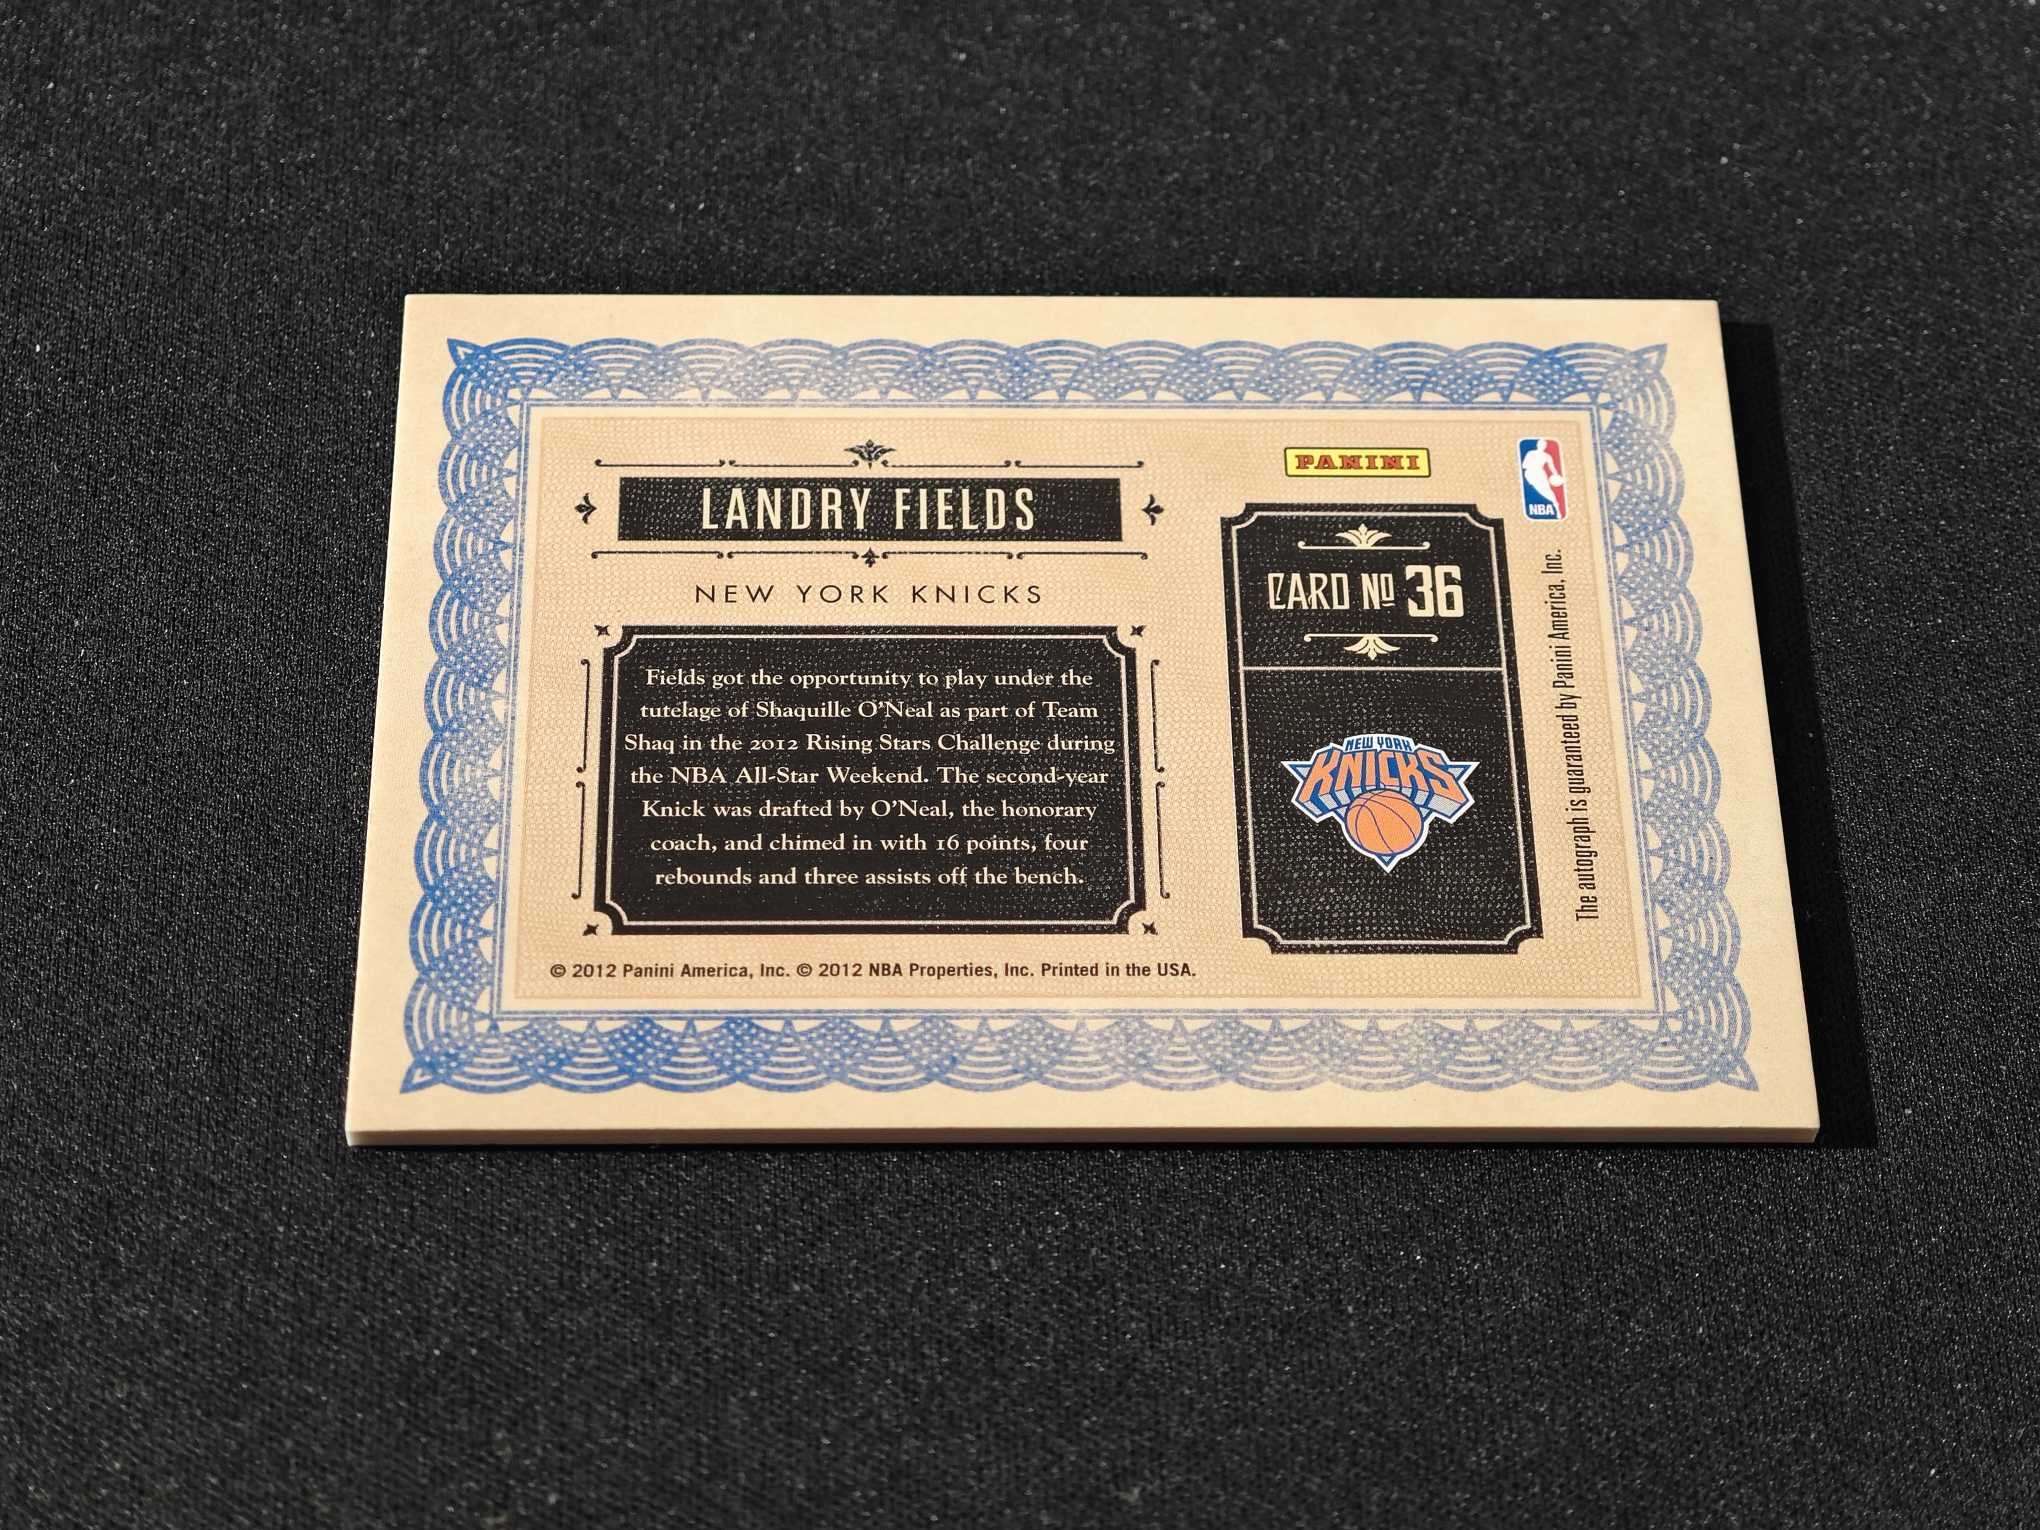 LANDRY FIELDS
NEW YORK KNICKS
Fields got the opportunity to play under the
tutelage of Shaquille O'Neal as part of Team
Shaq in the 2012 Rising Stars Challenge during
the NBA All-Star Weekend. The second-year
Knick was drafted by O'Neal, the honorary
coach, and chimed in with 16 points, four
rebounds and three assists off the bench.
© 2012 Panini America, Inc. © 2012 NBA Properties, Inc. Printed in the USA.
PANINI
CARD Nº 36
NEW YORK
KNICKS
NBA
The autograph is guaranteed by Panini America, Inc.